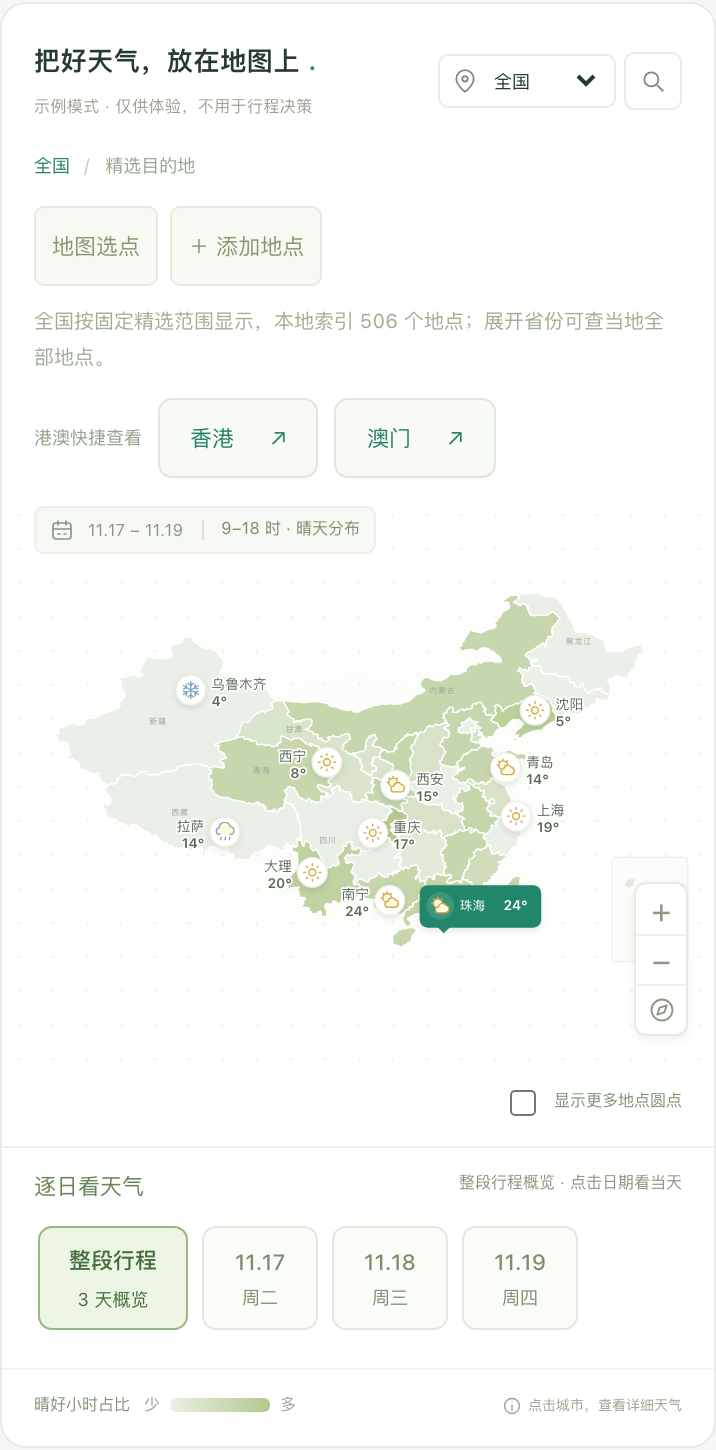 把好天气，放在地图上 .
全国
示例模式 · 仅供体验，不用于行程决策
全国 / 精选目的地
地图选点
+ 添加地点
全国按固定精选范围显示，本地索引 506 个地点；展开省份可查当地全
部地点。
港澳快捷查看
香港 ↗
澳门 ↗
11.17 – 11.19 | 9–18 时 · 晴天分布
黑龙江
乌鲁木齐
4°
内蒙古
沈阳
5°
新疆
甘肃
西宁
8°
青海
青岛
14°
西安
15°
西藏
拉萨
14°
上海
19°
重庆
17°
四川
大理
20°
南宁
24°
珠海 24°
+
−
显示更多地点圆点
逐日看天气
整段行程概览 · 点击日期看当天
整段行程
3 天概览
11.17
周二
11.18
周三
11.19
周四
晴好小时占比 少 多
点击城市，查看详细天气